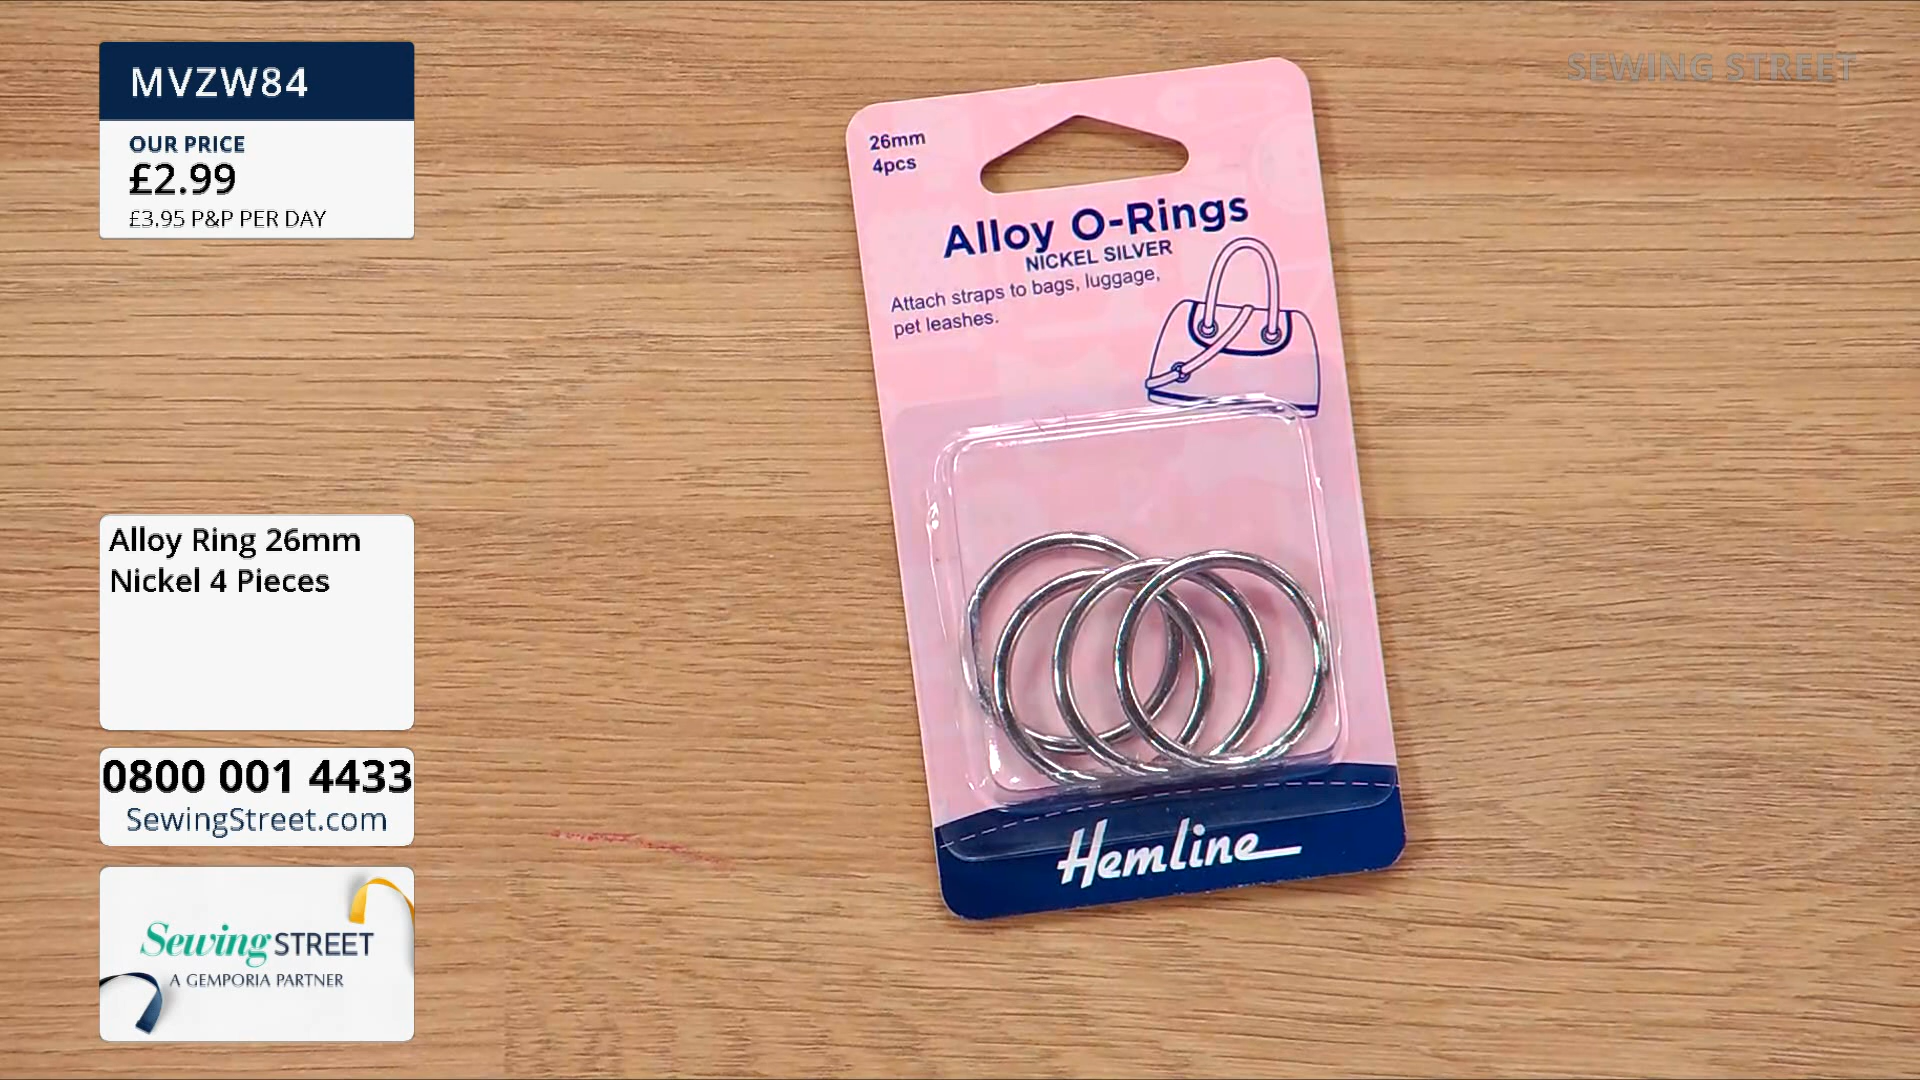 MVZW84
OUR PRICE
£2.99
£3.95 P&P PER DAY
Alloy Ring 26mm
Nickel 4 Pieces
0800 001 4433
SewingStreet.com
Sewing STREET
A GEMPORIA PARTNER
SEWING STREET
26mm
4pcs
Alloy O-Rings
NICKEL SILVER
Attach straps to bags, luggage,
pet leashes.
Hemline